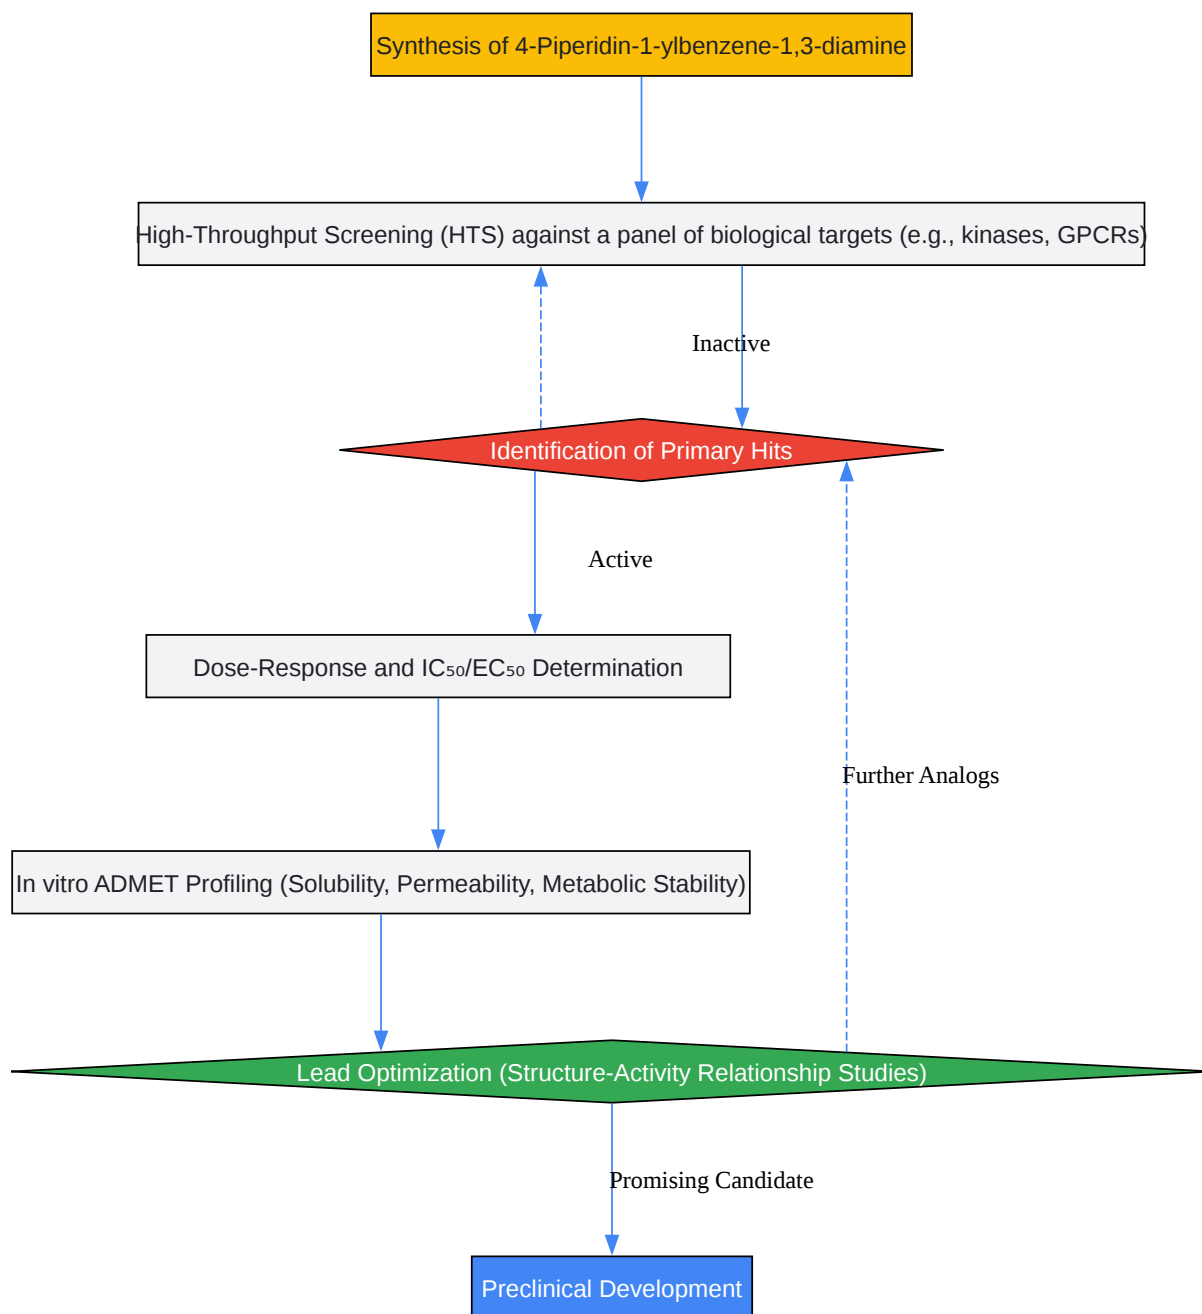 Synthesis of 4-Piperidin-1-ylbenzene-1,3-diamine
High-Throughput Screening (HTS) against a panel of biological targets (e.g., kinases, GPCRs)
Inactive
Identification of Primary Hits
Active
Dose-Response and IC₅₀/EC₅₀ Determination
Further Analogs
In vitro ADMET Profiling (Solubility, Permeability, Metabolic Stability)
Lead Optimization (Structure-Activity Relationship Studies)
Promising Candidate
Preclinical Development